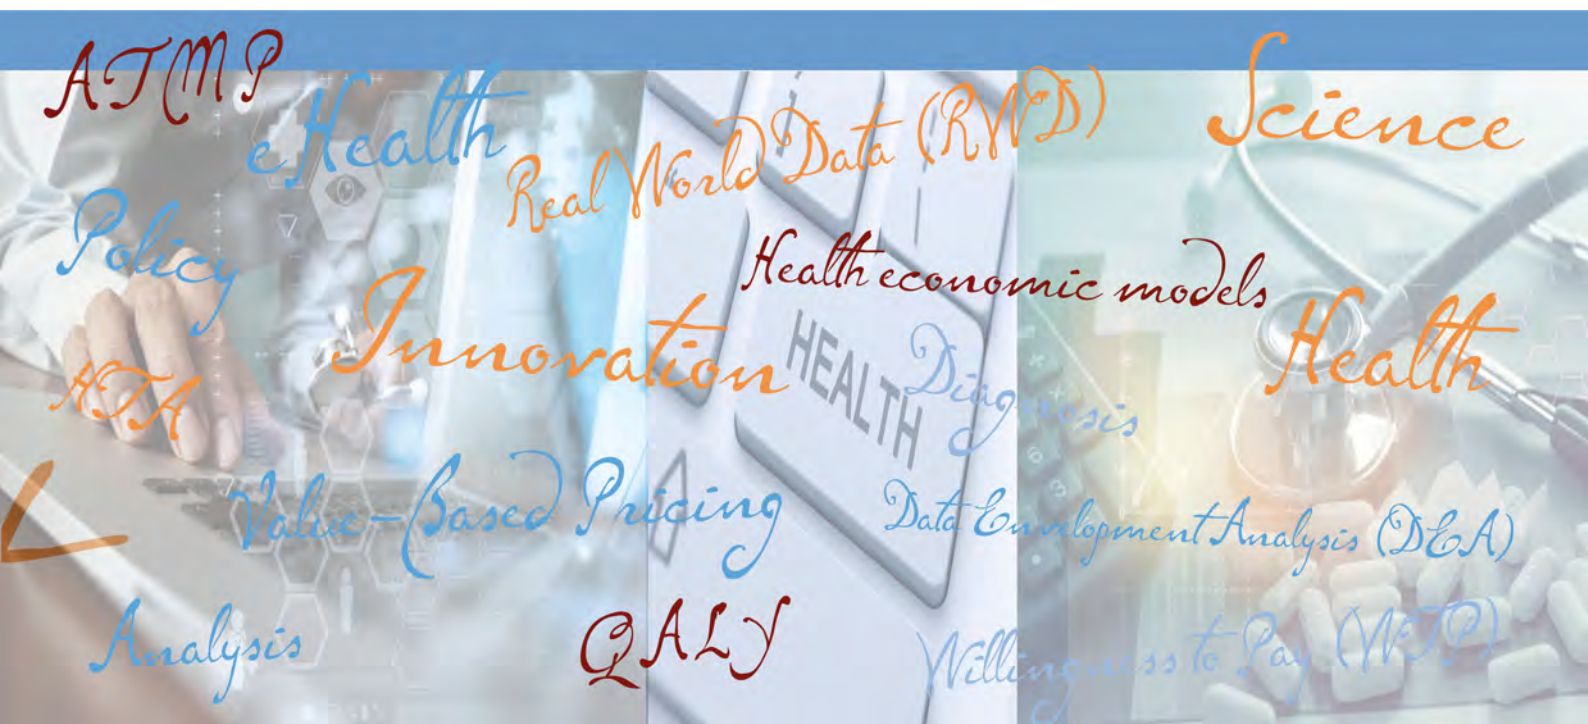 ATMP
eHealth
Real World Data (RWD)
Science
Policy
Health economic models
Innovation
HEALTH
Health
Diagnosis
HTA
Value-Based Pricing
Data Envelopment Analysis (DEA)
Analysis
QALY
Willingness to Pay (WTP)